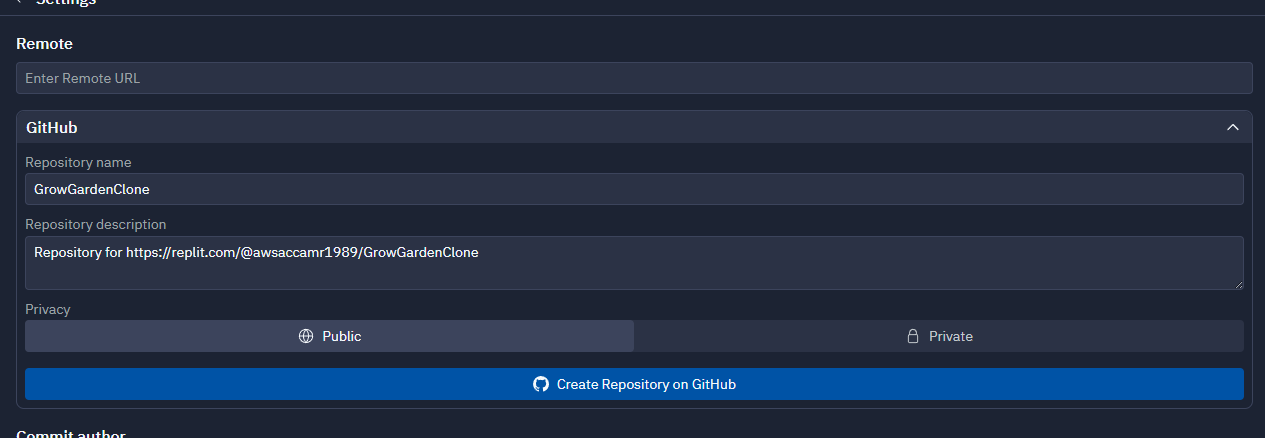 Settings
Remote
Enter Remote URL
GitHub
Repository name
GrowGardenClone
Repository description
Repository for https://replit.com/@awsaccamr1989/GrowGardenClone
Privacy
Public
Private
Create Repository on GitHub
Commit author